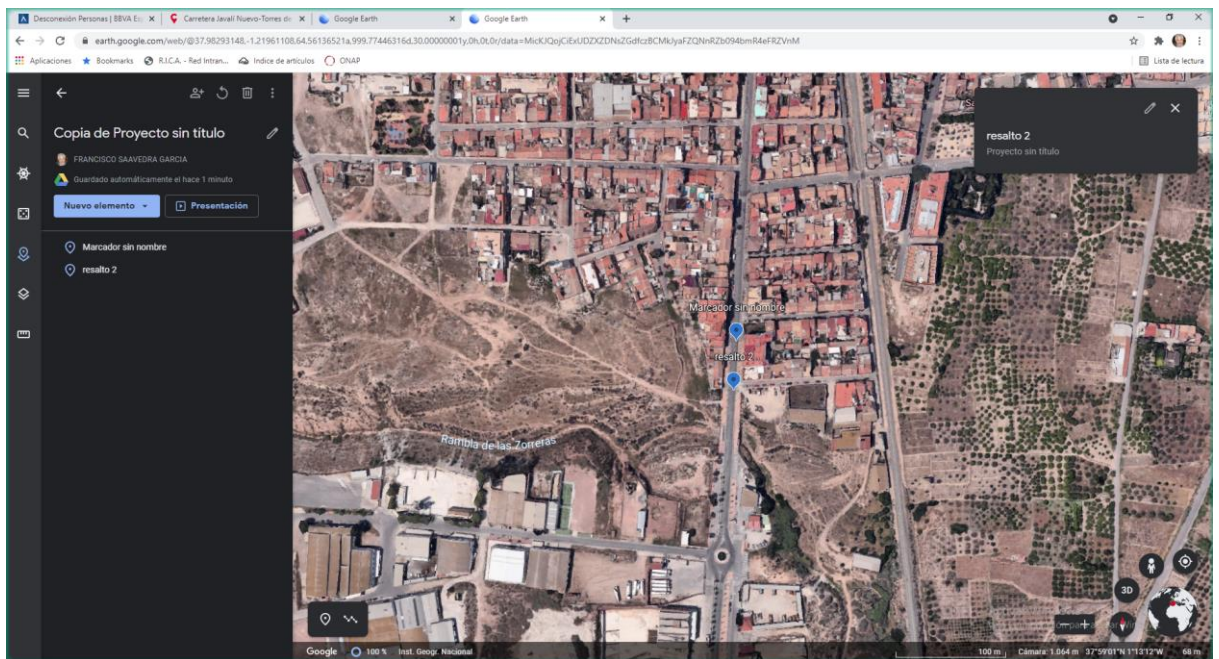 Desconexión Personas | BBVA Es
Carretera Javalí Nuevo-Torres de
Google Earth
Google Earth
earth.google.com/web/@37.98293148,-1.21961108,64.56136521a,999.77446316d,30.00000001y,0h,0t,0r/data=MicKJQojCiExUDZXZDNsZGdfczBCMkJyaFZQNnRZb094bmR4eFRZVnM
Aplicaciones
Bookmarks
R.I.C.A. - Red Intran...
Indice de artículos
ONAP
Lista de lectura
Copia de Proyecto sin título
FRANCISCO SAAVEDRA GARCIA
Guardado automáticamente el hace 1 minuto
Nuevo elemento
Presentación
Marcador sin nombre
resalto 2
resalto 2
Proyecto sin título
Marcador sin nombre
resalto 2
Rambla de las Zorreras
3D
Google
100 %
Inst. Geogr. Nacional
100 m
Cámara: 1.064 m
37°59'01"N 1°13'12"W
68 m